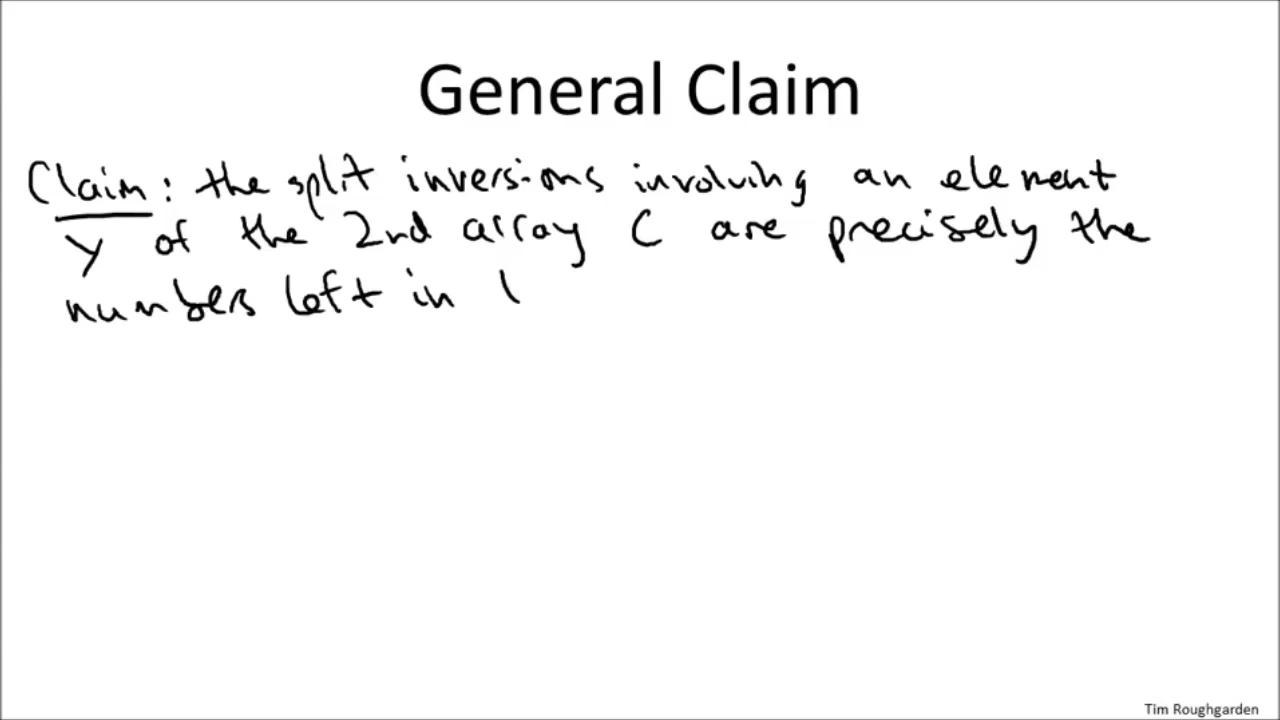 General Claim
Claim: the split inversions involving an element
y of the 2nd array C are precisely the
numbers left in
Tim Roughgarden